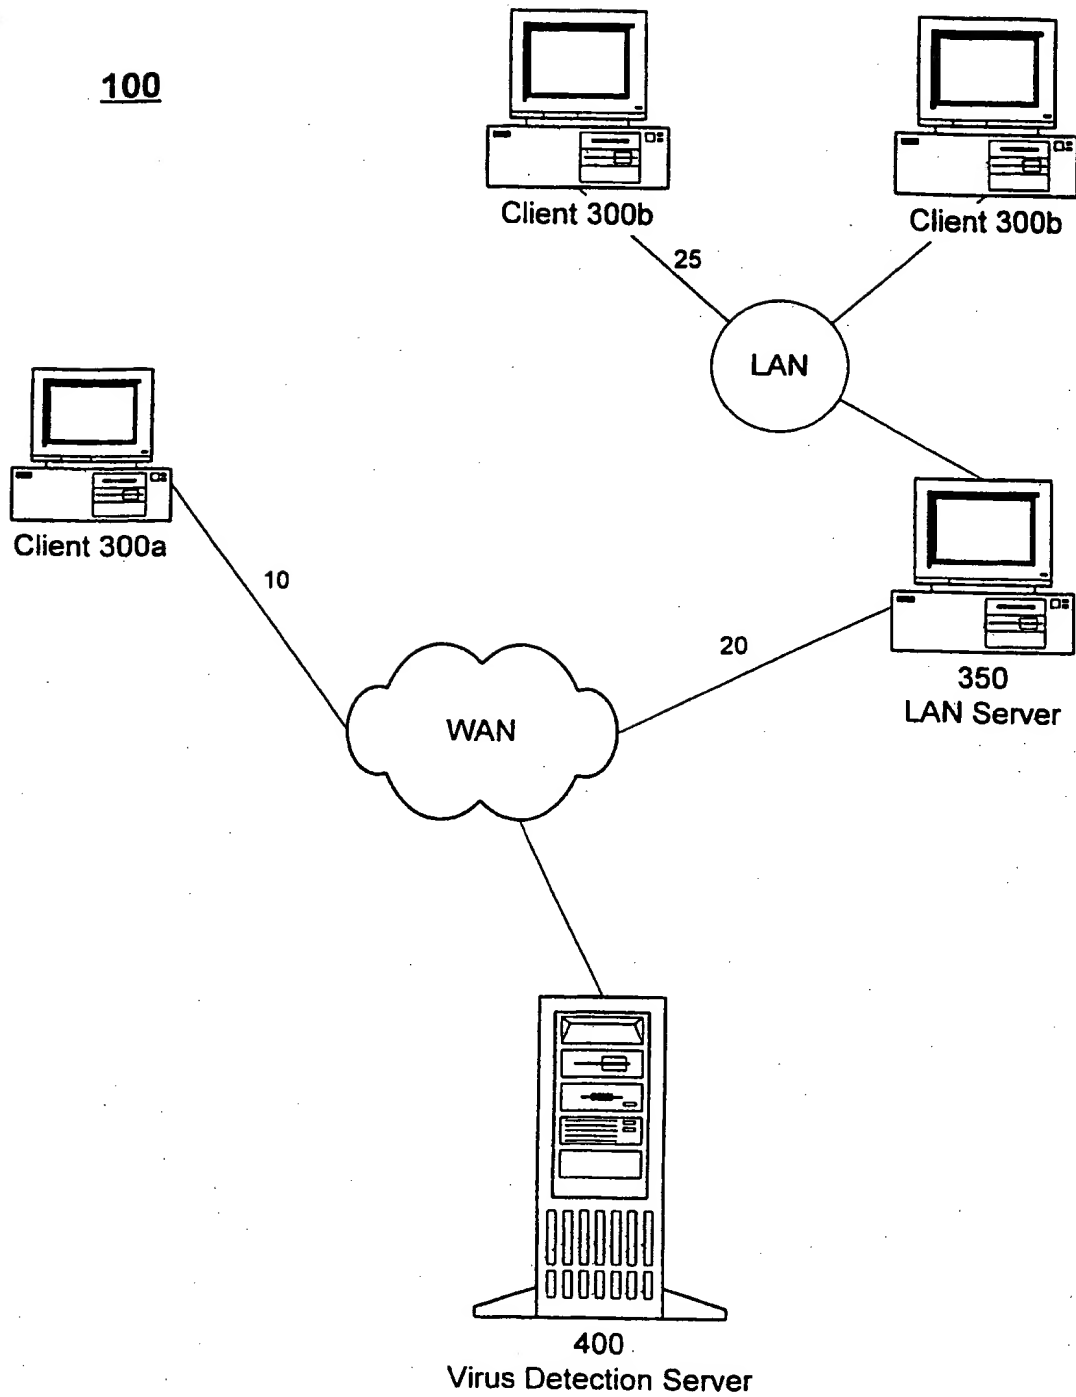 100
Client 300b
Client 300b
25
LAN
Client 300a
10
20
350
LAN Server
WAN
400
Virus Detection Server